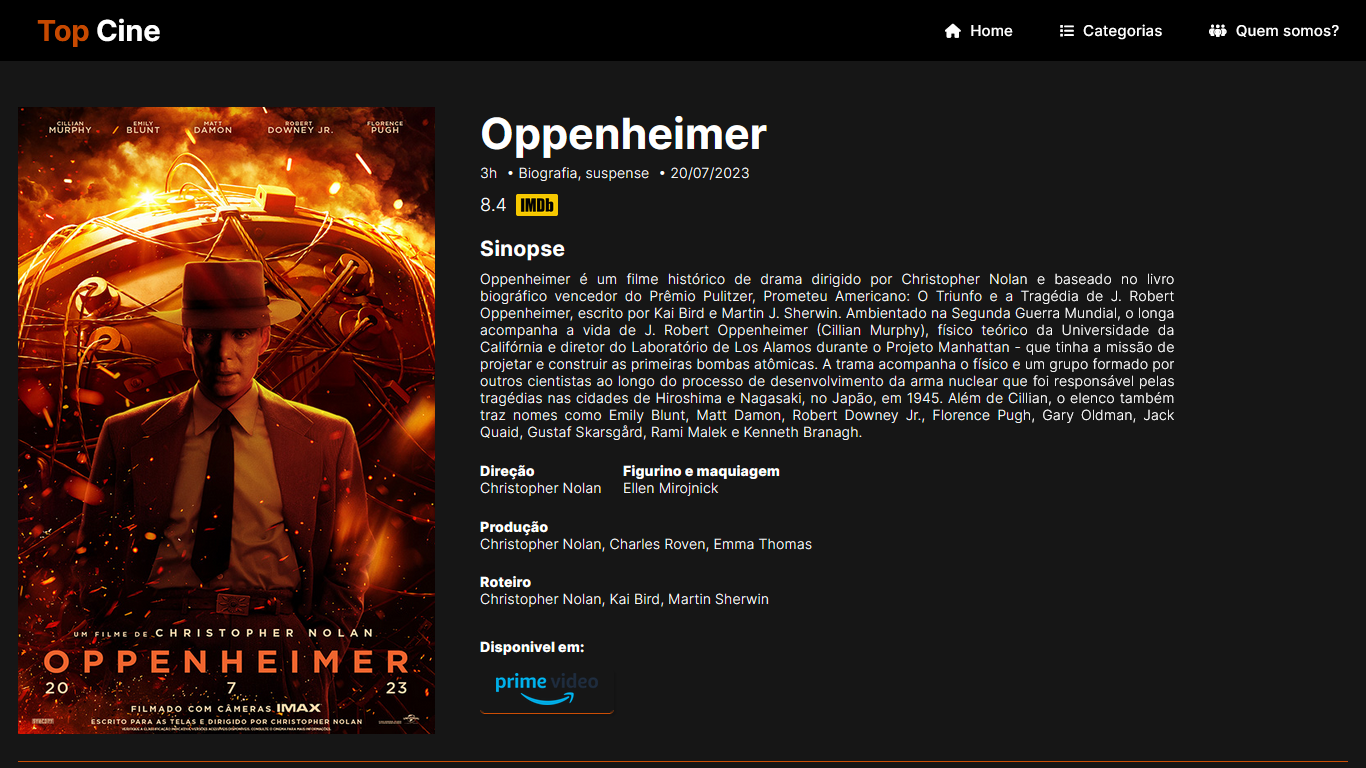 Top Cine
Home
Categorias
Quem somos?
CILLIAN MURPHY
EMILY BLUNT
MATT DAMON
ROBERT DOWNEY JR.
FLORENCE PUGH
UM FILME DE CHRISTOPHER NOLAN
OPPENHEIMER
20 7 23
FILMADO COM CÂMERAS IMAX
ESCRITO PARA AS TELAS E DIRIGIDO POR CHRISTOPHER NOLAN
Oppenheimer
3h • Biografia, suspense • 20/07/2023
8.4 IMDb
Sinopse
Oppenheimer é um filme histórico de drama dirigido por Christopher Nolan e baseado no livro
biográfico vencedor do Prêmio Pulitzer, Prometeu Americano: O Triunfo e a Tragédia de J. Robert
Oppenheimer, escrito por Kai Bird e Martin J. Sherwin. Ambientado na Segunda Guerra Mundial, o longa
acompanha a vida de J. Robert Oppenheimer (Cillian Murphy), físico teórico da Universidade da
Califórnia e diretor do Laboratório de Los Alamos durante o Projeto Manhattan - que tinha a missão de
projetar e construir as primeiras bombas atômicas. A trama acompanha o físico e um grupo formado por
outros cientistas ao longo do processo de desenvolvimento da arma nuclear que foi responsável pelas
tragédias nas cidades de Hiroshima e Nagasaki, no Japão, em 1945. Além de Cillian, o elenco também
traz nomes como Emily Blunt, Matt Damon, Robert Downey Jr., Florence Pugh, Gary Oldman, Jack
Quaid, Gustaf Skarsgård, Rami Malek e Kenneth Branagh.
Direção
Christopher Nolan
Figurino e maquiagem
Ellen Mirojnick
Produção
Christopher Nolan, Charles Roven, Emma Thomas
Roteiro
Christopher Nolan, Kai Bird, Martin Sherwin
Disponivel em:
prime video